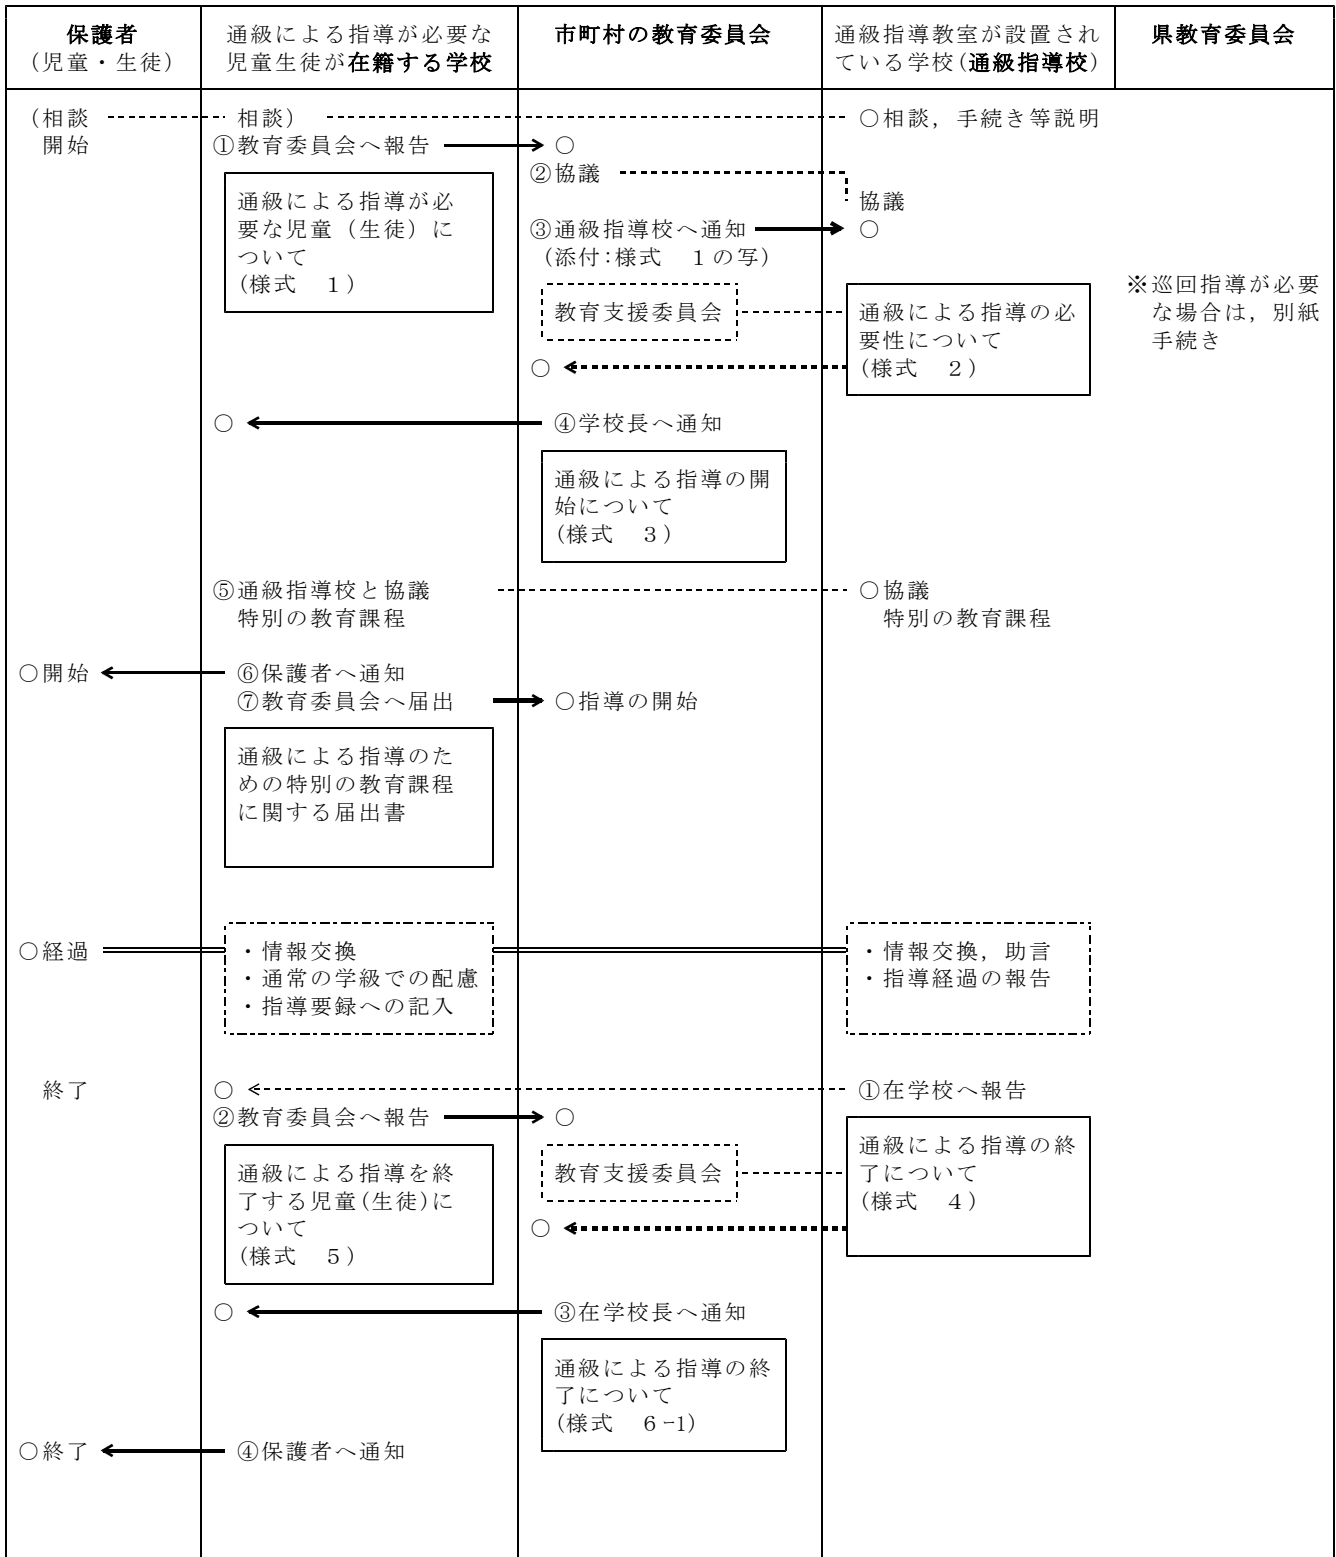 保護者
(児童・生徒)
通級による指導が必要な
児童生徒が在籍する学校
市町村の教育委員会
通級指導教室が設置され
ている学校(通級指導校)
県教育委員会
(相談
開始
相談)
○相談，手続き等説明
①教育委員会へ報告
○
②協議
協議
通級による指導が必
要な児童（生徒）に
ついて
(様式　１)
③通級指導校へ通知
○
(添付:様式　１の写)
教育支援委員会
通級による指導の必
要性について
(様式　２)
※巡回指導が必要
な場合は，別紙
手続き
○
○
④学校長へ通知
通級による指導の開
始について
(様式　３)
⑤通級指導校と協議
特別の教育課程
○協議
特別の教育課程
○開始
⑥保護者へ通知
⑦教育委員会へ届出
○指導の開始
通級による指導のた
めの特別の教育課程
に関する届出書
○経過
・情報交換
・通常の学級での配慮
・指導要録への記入
・情報交換，助言
・指導経過の報告
終了
○
①在学校へ報告
②教育委員会へ報告
○
通級による指導を終
了する児童(生徒)に
ついて
(様式　５)
教育支援委員会
通級による指導の終
了について
(様式　４)
○
○
③在学校長へ通知
通級による指導の終
了について
(様式　６-1)
○終了
④保護者へ通知